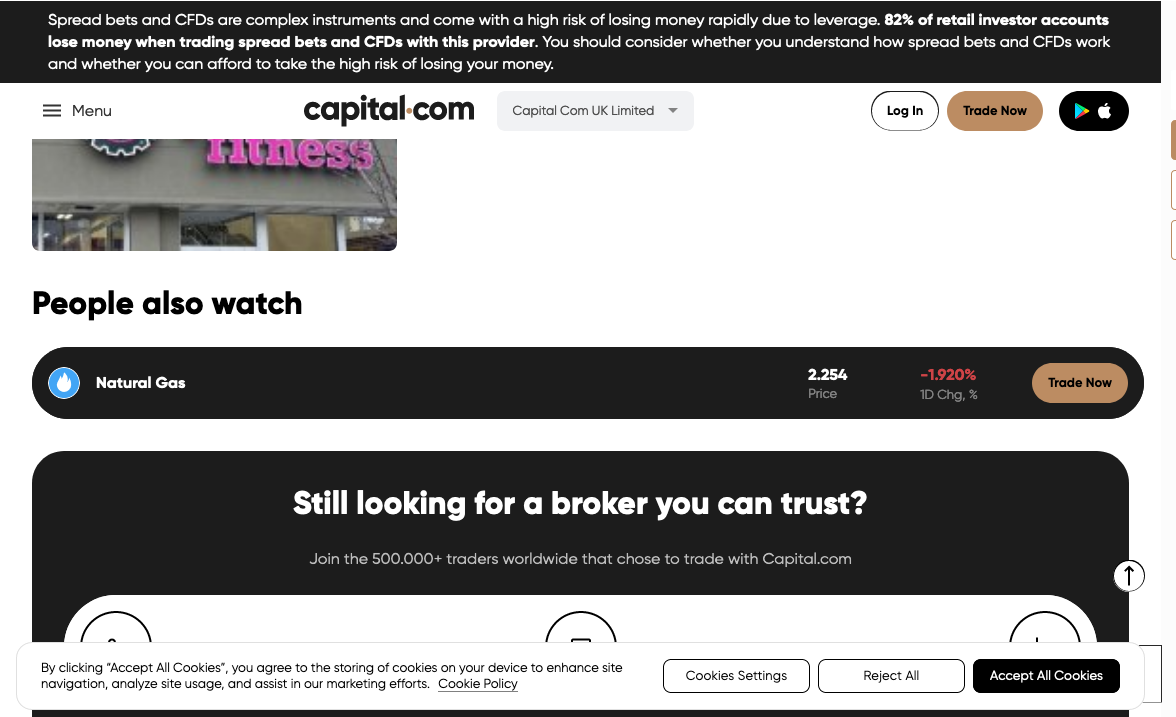 Spread bets and CFDs are complex instruments and come with a high risk of losing money rapidly due to leverage. 82% of retail investor accounts
lose money when trading spread bets and CFDs with this provider. You should consider whether you understand how spread bets and CFDs work
and whether you can afford to take the high risk of losing your money.
Menu
capital.com
Capital Com UK Limited
Log In
Trade Now
fitness
People also watch
Natural Gas
2.254
Price
-1.920%
1D Chg, %
Trade Now
Still looking for a broker you can trust?
Join the 500.000+ traders worldwide that chose to trade with Capital.com
By clicking “Accept All Cookies”, you agree to the storing of cookies on your device to enhance site
navigation, analyze site usage, and assist in our marketing efforts. Cookie Policy
Cookies Settings
Reject All
Accept All Cookies